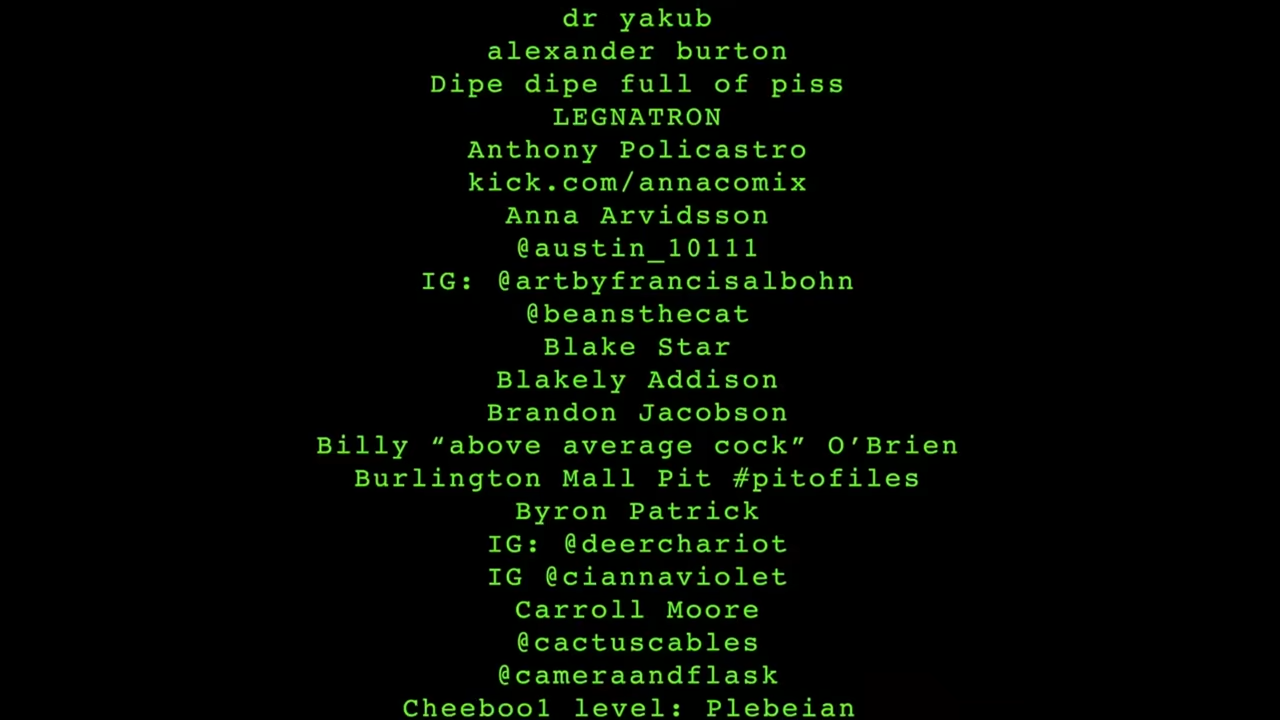 dr yakub
alexander burton
Dipe dipe full of piss
LEGNATRON
Anthony Policastro
kick.com/annacomix
Anna Arvidsson
@austin_10111
IG: @artbyfrancisalbohn
@beansthecat
Blake Star
Blakely Addison
Brandon Jacobson
Billy “above average cock” O’Brien
Burlington Mall Pit #pitofiles
Byron Patrick
IG: @deerchariot
IG @ciannaviolet
Carroll Moore
@cactuscables
@cameraandflask
Cheeboo1 level: Plebeian